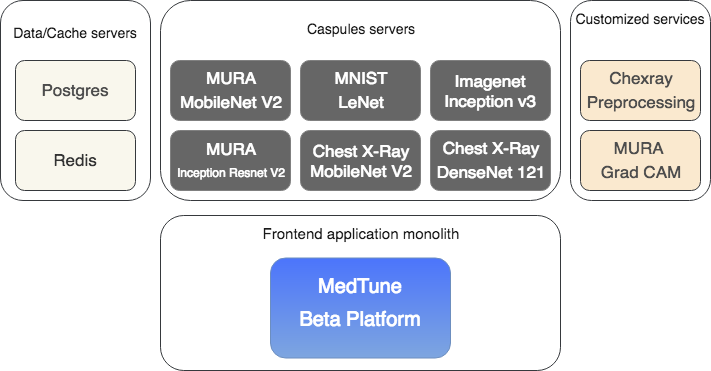 Data/Cache servers
Postgres
Redis
Caspules servers
MURA
MobileNet V2
MNIST
LeNet
Imagenet
Inception v3
MURA
Inception Resnet V2
Chest X-Ray
MobileNet V2
Chest X-Ray
DenseNet 121
Customized services
Chexray
Preprocessing
MURA
Grad CAM
Frontend application monolith
MedTune
Beta Platform